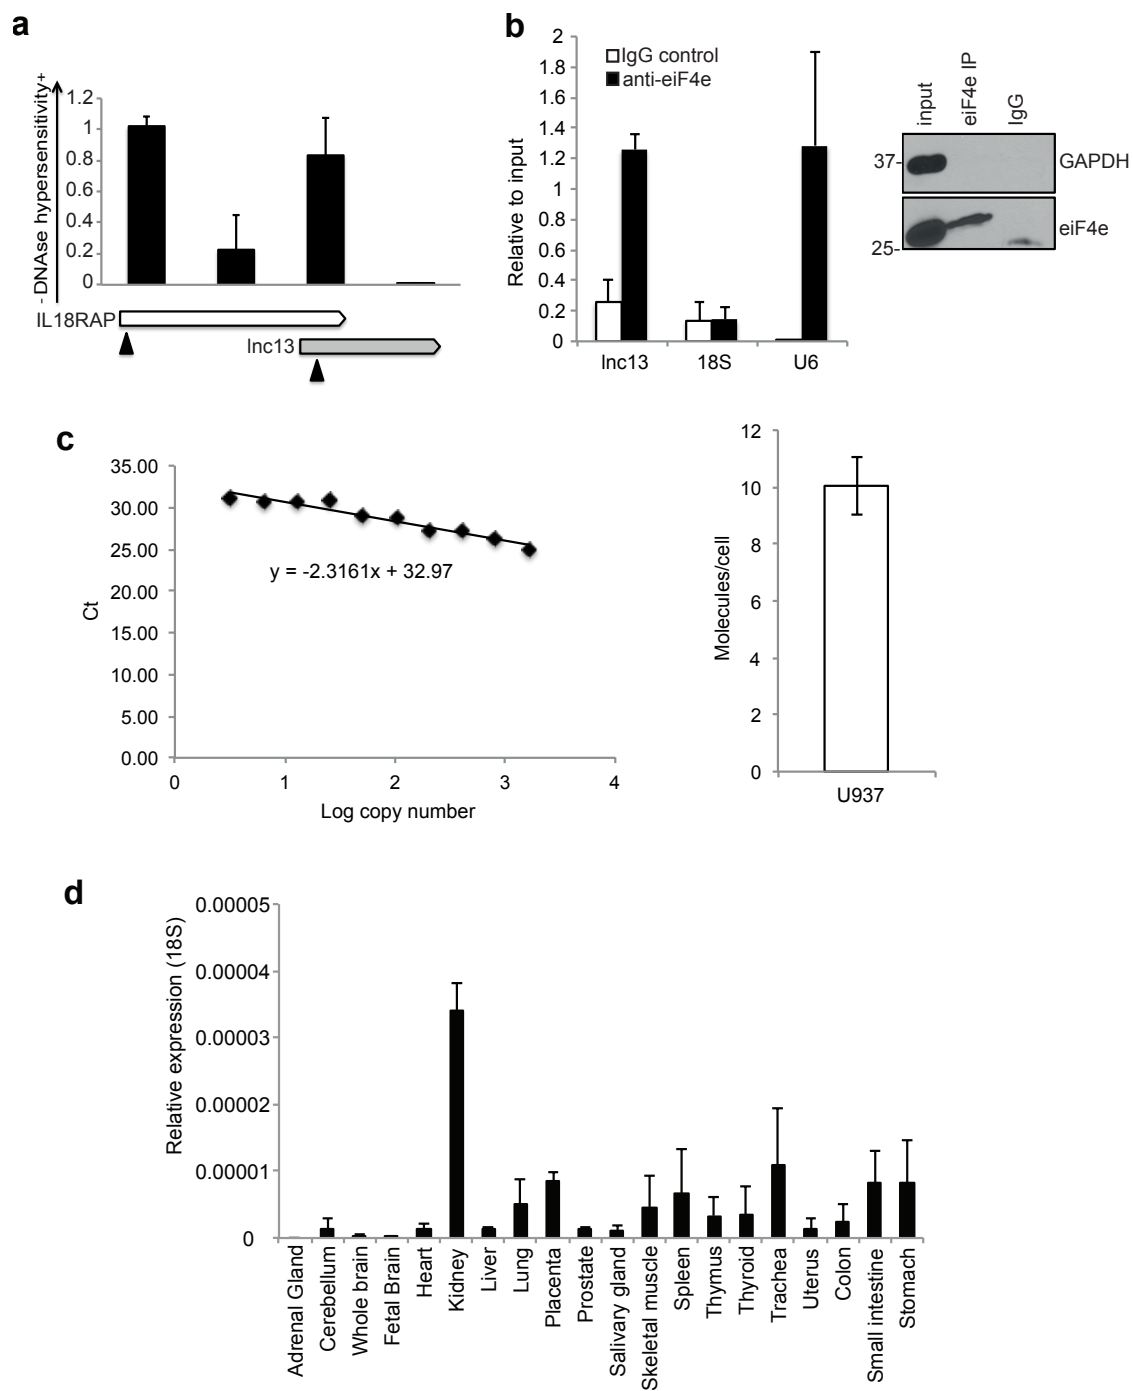 a
- DNAse hypersensitivity+
1.2
1
0.8
0.6
0.4
0.2
0
IL18RAP
lnc13
b
Relative to input
2
1.8
1.6
1.4
1.2
1
0.8
0.6
0.4
0.2
0
IgG control
anti-eiF4e
lnc13 18S U6
input eiF4e IP IgG
37- GAPDH
25- eiF4e
c
Ct
35.00
30.00
25.00
20.00
15.00
10.00
5.00
0.00
y = -2.3161x + 32.97
0 1 2 3 4
Log copy number
Molecules/cell
12
10
8
6
4
2
0
U937
d
Relative expression (18S)
0.00005
0.00004
0.00003
0.00002
0.00001
0
Adrenal Gland
Cerebellum
Whole brain
Fetal Brain
Heart
Kidney
Liver
Lung
Placenta
Prostate
Salivary gland
Skeletal muscle
Spleen
Thymus
Thyroid
Trachea
Uterus
Colon
Small intestine
Stomach